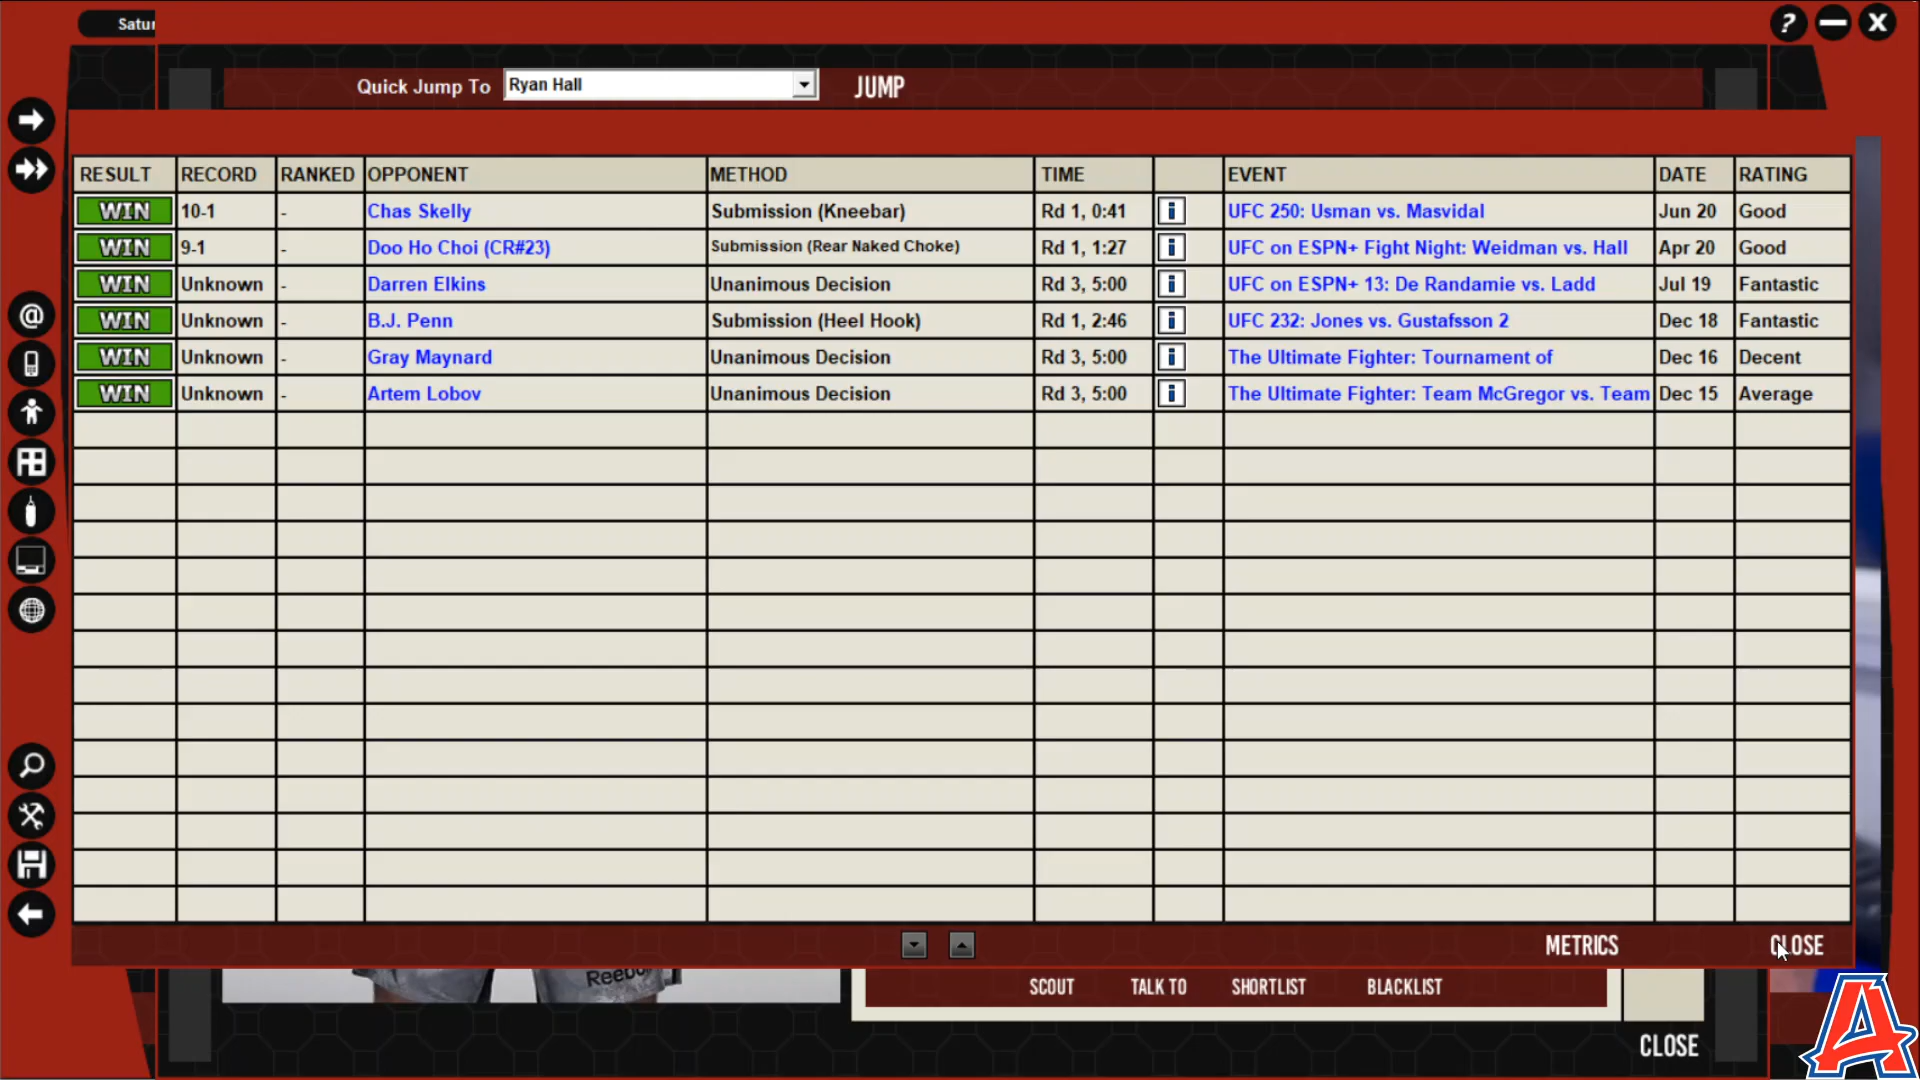 Satur
?
X
Quick Jump To Ryan Hall JUMP
RESULT RECORD RANKED OPPONENT METHOD TIME EVENT DATE RATING
WIN 10-1 - Chas Skelly Submission (Kneebar) Rd 1, 0:41 i UFC 250: Usman vs. Masvidal Jun 20 Good
WIN 9-1 - Doo Ho Choi (CR#23) Submission (Rear Naked Choke) Rd 1, 1:27 i UFC on ESPN+ Fight Night: Weidman vs. Hall Apr 20 Good
WIN Unknown - Darren Elkins Unanimous Decision Rd 3, 5:00 i UFC on ESPN+ 13: De Randamie vs. Ladd Jul 19 Fantastic
WIN Unknown - B.J. Penn Submission (Heel Hook) Rd 1, 2:46 i UFC 232: Jones vs. Gustafsson 2 Dec 18 Fantastic
WIN Unknown - Gray Maynard Unanimous Decision Rd 3, 5:00 i The Ultimate Fighter: Tournament of Dec 16 Decent
WIN Unknown - Artem Lobov Unanimous Decision Rd 3, 5:00 i The Ultimate Fighter: Team McGregor vs. Team Dec 15 Average
@
METRICS CLOSE
Reebo
SCOUT TALK TO SHORTLIST BLACKLIST
CLOSE
A